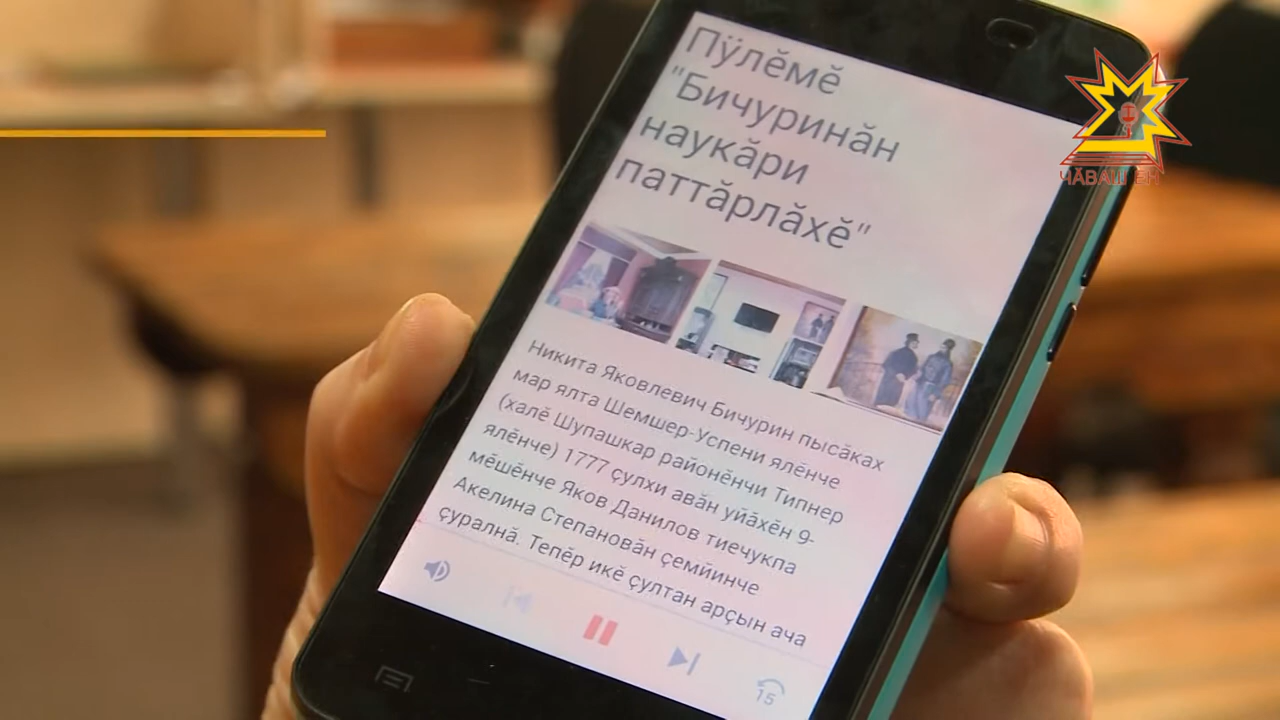 Пӳлӗмӗ
"Бичуринӑн
наукӑри
паттӑрлӑхӗ"
ЧӐВАШ ЕН
Никита Яковлевич Бичурин пысӑках
мар ялта Шемшер-Успени ялӗнче
(халӗ Шупашкар районӗнчи Типнер
ялӗнче) 1777 ҫулхи авӑн уйӑхӗн 9-
мӗшӗнче Яков Данилов тиечукпа
Акелина Степановӑн ҫемйинче
ҫуралнӑ. Тепӗр икӗ ҫултан арҫын ача
15